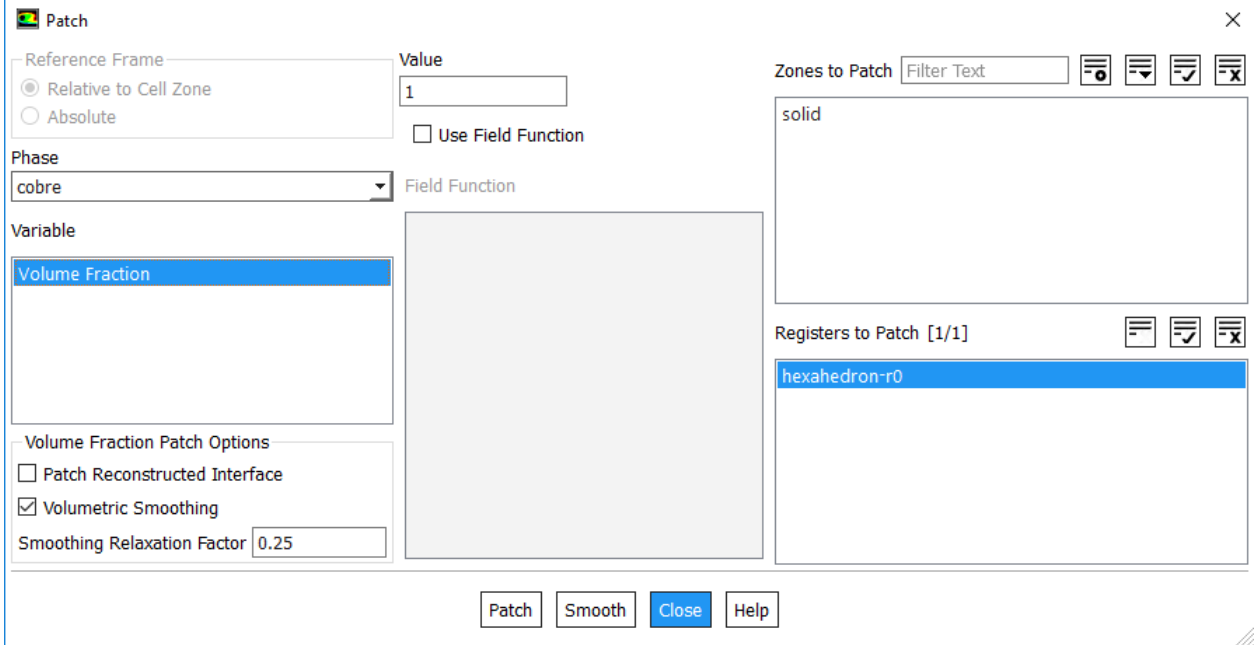 Patch
Reference Frame
Relative to Cell Zone
Absolute
Phase
cobre
Variable
Volume Fraction
Volume Fraction Patch Options
Patch Reconstructed Interface
Volumetric Smoothing
Smoothing Relaxation Factor 0.25
Value
1
Use Field Function
Field Function
Zones to Patch Filter Text
solid
Registers to Patch [1/1]
hexahedron-r0
Patch Smooth Close Help